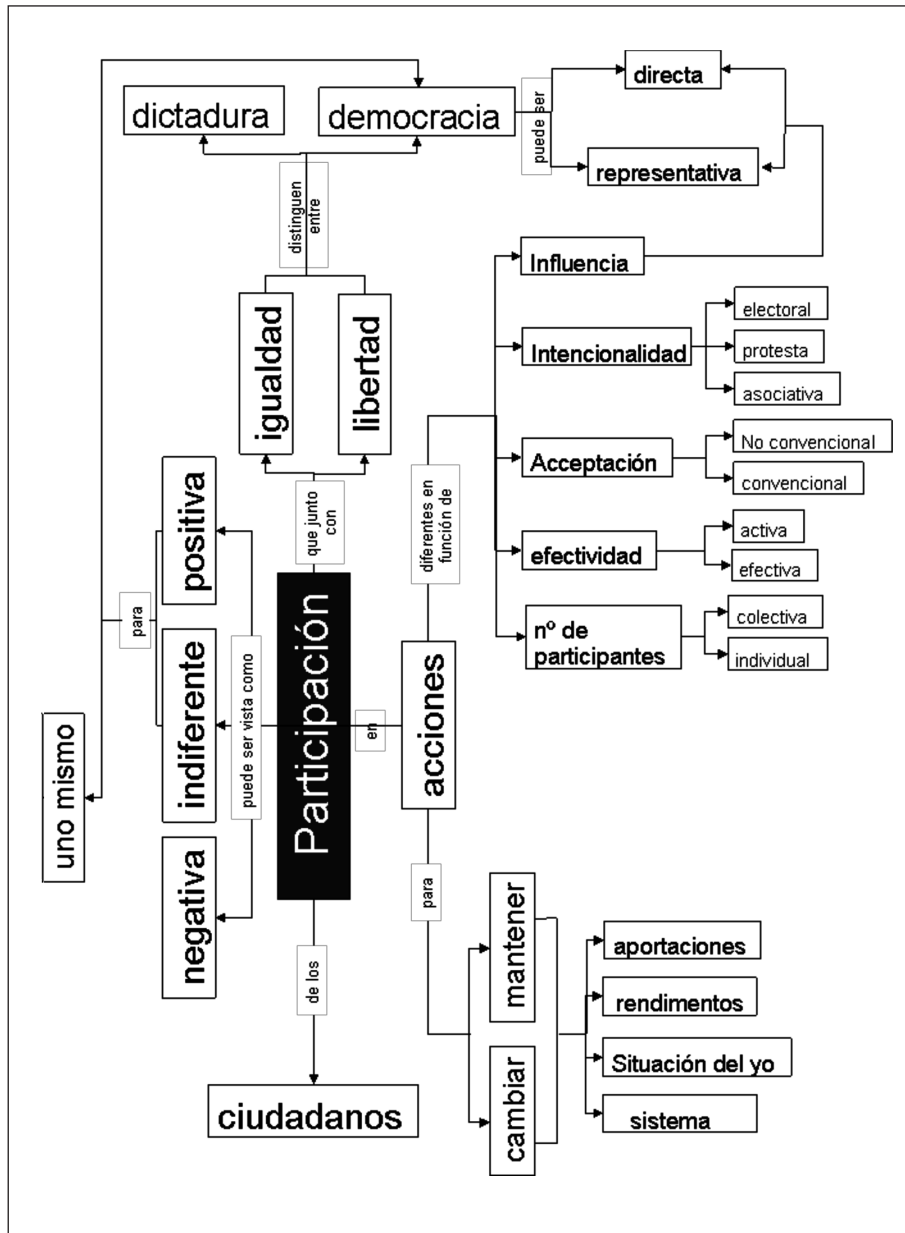 directa
dictadura
democracia
puede ser
representativa
distinguen
entre
Influencia
igualdad
libertad
electoral
Intencionalidad
protesta
asociativa
No convencional
Acceptación
convencional
positiva
que junto
con
diferentes en
función de
activa
efectividad
efectiva
para
Participación
colectiva
nº de
participantes
individual
indiferente
puede ser vista como
en
acciones
uno mismo
negativa
para
mantener
aportaciones
de los
rendimentos
cambiar
Situación del yo
ciudadanos
sistema